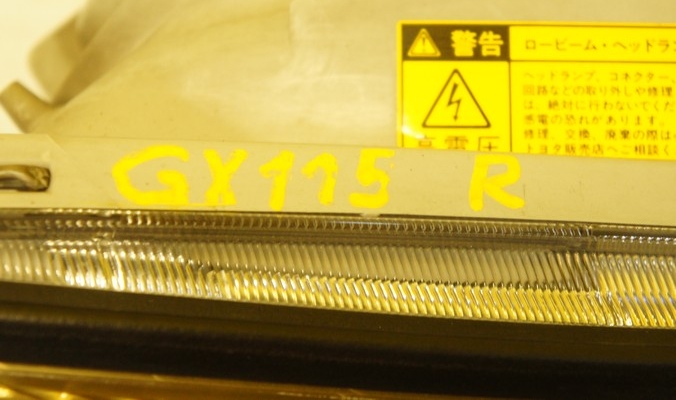 警告
ロービーム・ヘッドラン
ヘッドランプ、コネクター、
回路などの取り外しや修理
は、絶対に行わないでくだ
感電の恐れがあります。
修理、交換、廃棄の際は
トヨタ販売店へご相談く
高電圧
GX115 R